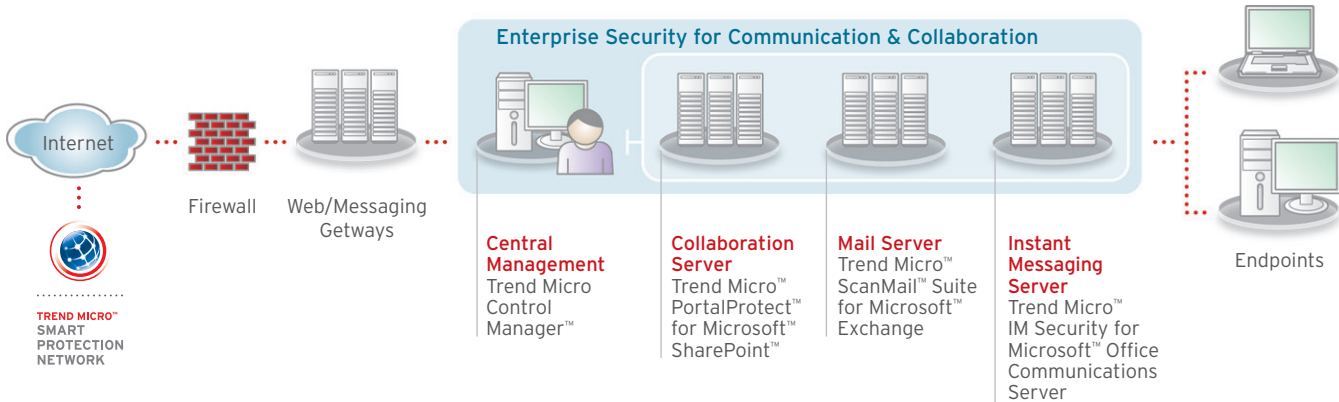 Enterprise Security for Communication & Collaboration
Internet
Firewall
Web/Messaging
Getways
TREND MICRO™
SMART
PROTECTION
NETWORK
Central
Management
Trend Micro
Control
Manager™
Collaboration
Server
Trend Micro™
PortalProtect™
for Microsoft™
SharePoint™
Mail Server
Trend Micro™
ScanMail™ Suite
for Microsoft™
Exchange
Instant
Messaging
Server
Trend Micro™
IM Security for
Microsoft™ Office
Communications
Server
Endpoints